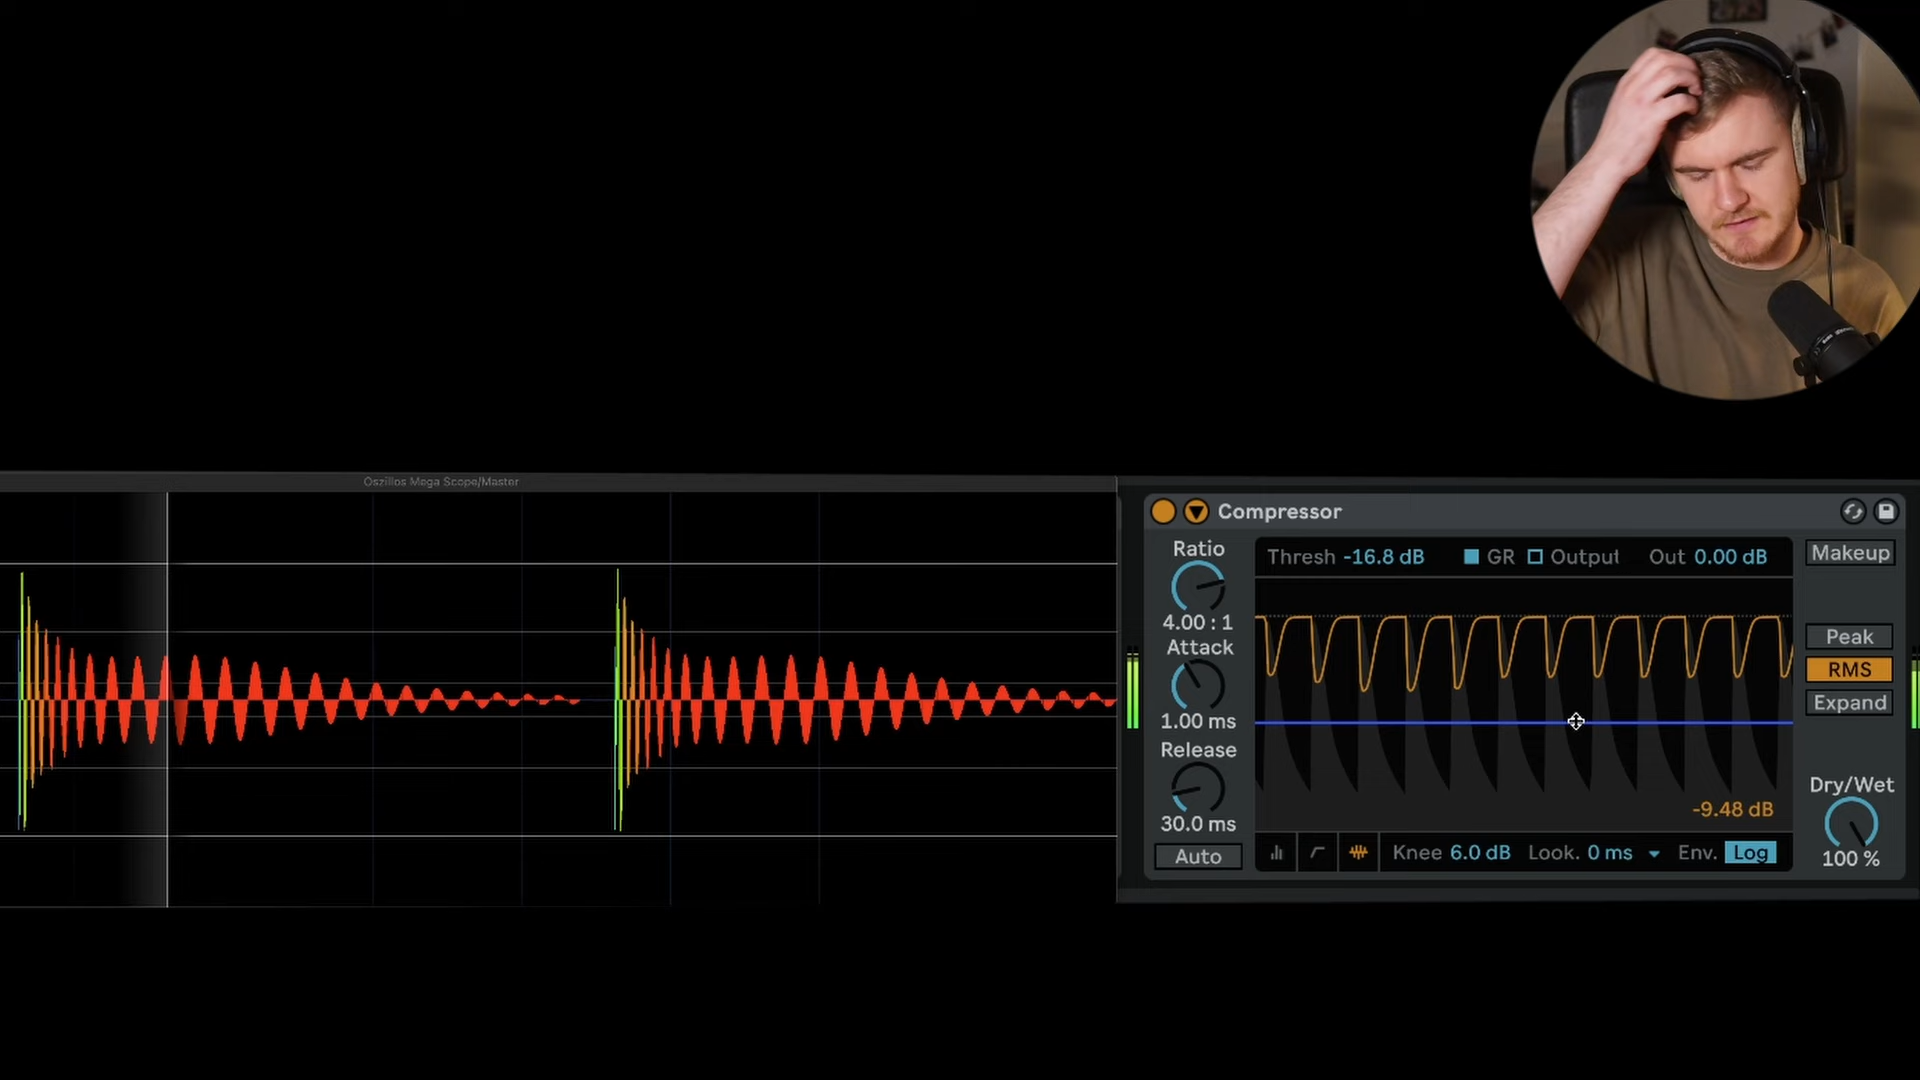 Oszillos Mega Scope/Master
Compressor
Ratio
4.00 : 1
Attack
1.00 ms
Release
30.0 ms
Auto
Thresh -16.8 dB GR Output Out 0.00 dB
-9.48 dB
Knee 6.0 dB Look. 0 ms Env. Log
Makeup
Peak
RMS
Expand
Dry/Wet
100 %